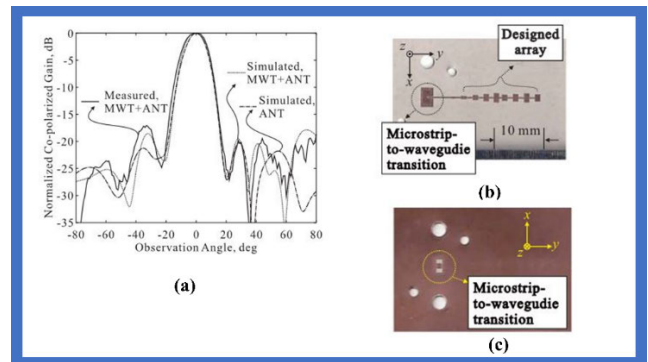 0
-5
-10
-15
-20
-25
-30
-35
Normalized Co-polarized Gain, dB
Measured,
MWT+ANT
Simulated,
MWT+ANT
Simulated,
ANT
-80 -60 -40 -20 0 20 40 60 80
Observation Angle, deg
(a)
Designed
array
z
y
x
Microstrip-
to-wavegudie
transition
10 mm
(b)
x
y
z
Microstrip-
to-wavegudie
transition
(c)